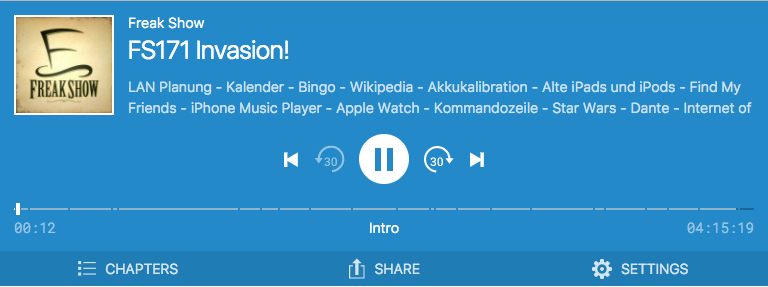 FREAK SHOW
Freak Show
FS171 Invasion!
LAN Planung - Kalender - Bingo - Wikipedia - Akkukalibration - Alte iPads und iPods - Find My
Friends - iPhone Music Player - Apple Watch - Kommandozeile - Star Wars - Dante - Internet of
30
30
00:12
Intro
04:15:19
CHAPTERS
SHARE
SETTINGS